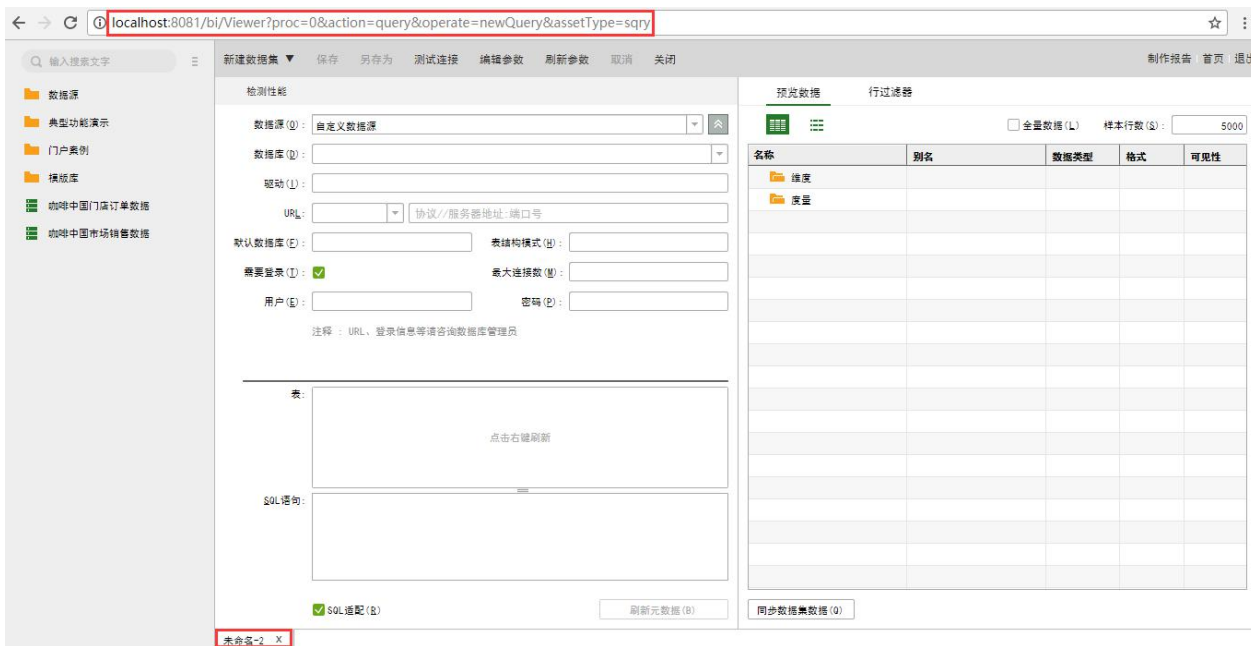 localhost:8081/bi/Viewer?proc=0&action=query&operate=newQuery&assetType=sqry
输入搜索文字
新建数据集 ▼ 保存 另存为 测试连接 编辑参数 刷新参数 取消 关闭
制作报告 首页 退出
数据源
典型功能演示
门户案例
模版库
咖啡中国门店订单数据
咖啡中国市场销售数据
检测性能
数据源(O): 自定义数据源
数据库(D):
驱动(I):
URL: 协议//服务器地址:端口号
默认数据库(F): 表结构模式(H):
需要登录(T): 最大连接数(M):
用户(E): 密码(P):
注释 : URL、登录信息等请咨询数据库管理员
表:
点击右键刷新
SQL语句:
SQL适配(R) 刷新元数据(B)
未命名-2 X
预览数据 行过滤器
全量数据(L) 样本行数(S): 5000
名称 别名 数据类型 格式 可见性
维度
度量
同步数据集数据(Q)